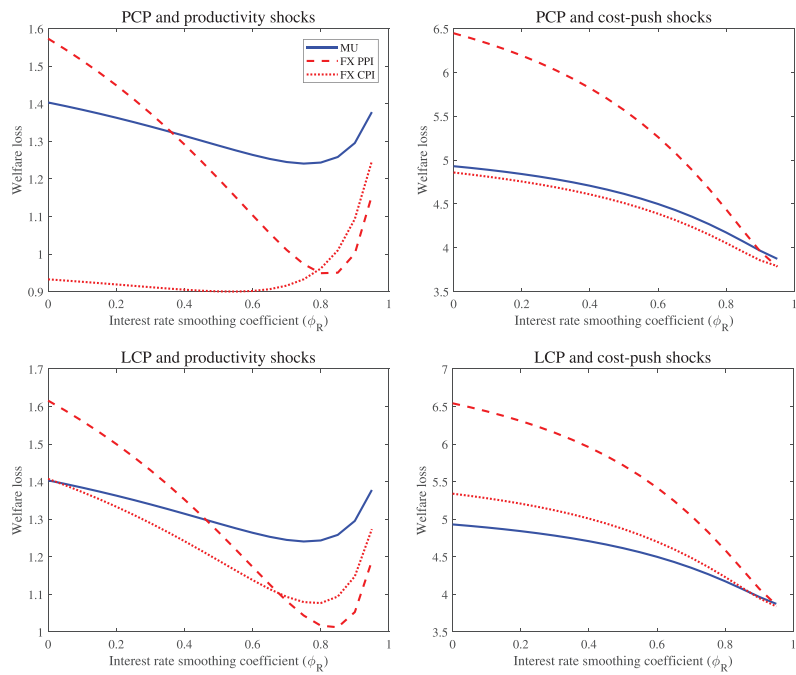 PCP and productivity shocks
1.6
1.5
1.4
1.3
1.2
1.1
1
0.9
Welfare loss
MU
FX PPI
FX CPI
0 0.2 0.4 0.6 0.8 1
Interest rate smoothing coefficient (ϕR)
PCP and cost-push shocks
6.5
6
5.5
5
4.5
4
3.5
Welfare loss
0 0.2 0.4 0.6 0.8 1
Interest rate smoothing coefficient (ϕR)
LCP and productivity shocks
1.7
1.6
1.5
1.4
1.3
1.2
1.1
1
Welfare loss
0 0.2 0.4 0.6 0.8 1
Interest rate smoothing coefficient (ϕR)
LCP and cost-push shocks
7
6.5
6
5.5
5
4.5
4
3.5
Welfare loss
0 0.2 0.4 0.6 0.8 1
Interest rate smoothing coefficient (ϕR)